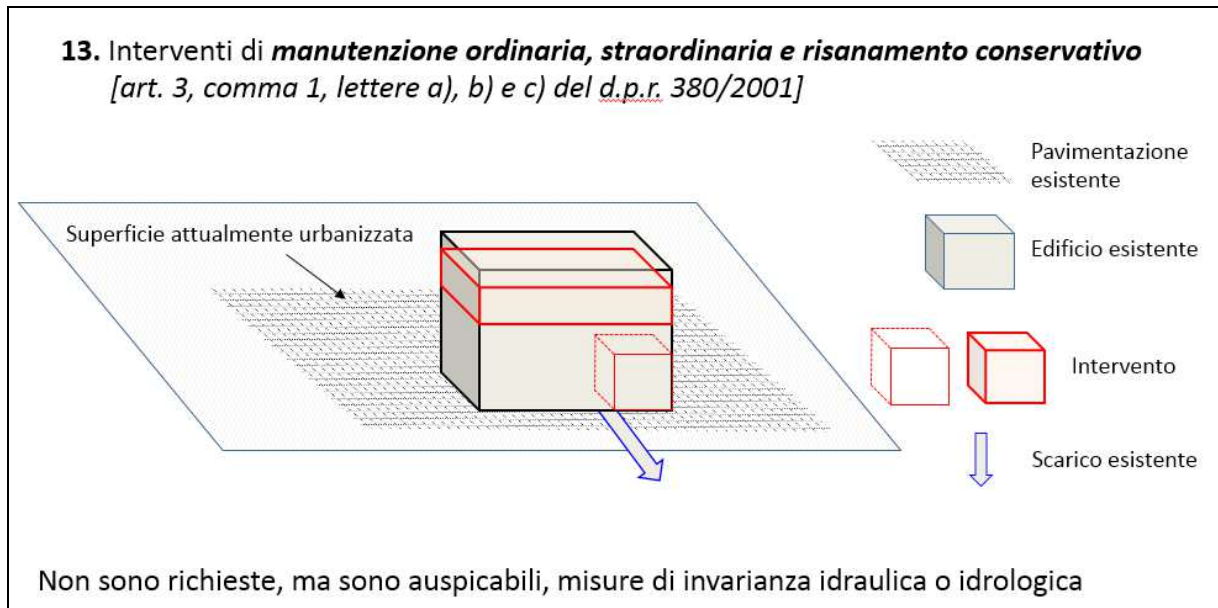 13. Interventi di manutenzione ordinaria, straordinaria e risanamento conservativo
[art. 3, comma 1, lettere a), b) e c) del d.p.r. 380/2001]
Superficie attualmente urbanizzata
Pavimentazione
esistente
Edificio esistente
Intervento
Scarico esistente
Non sono richieste, ma sono auspicabili, misure di invarianza idraulica o idrologica